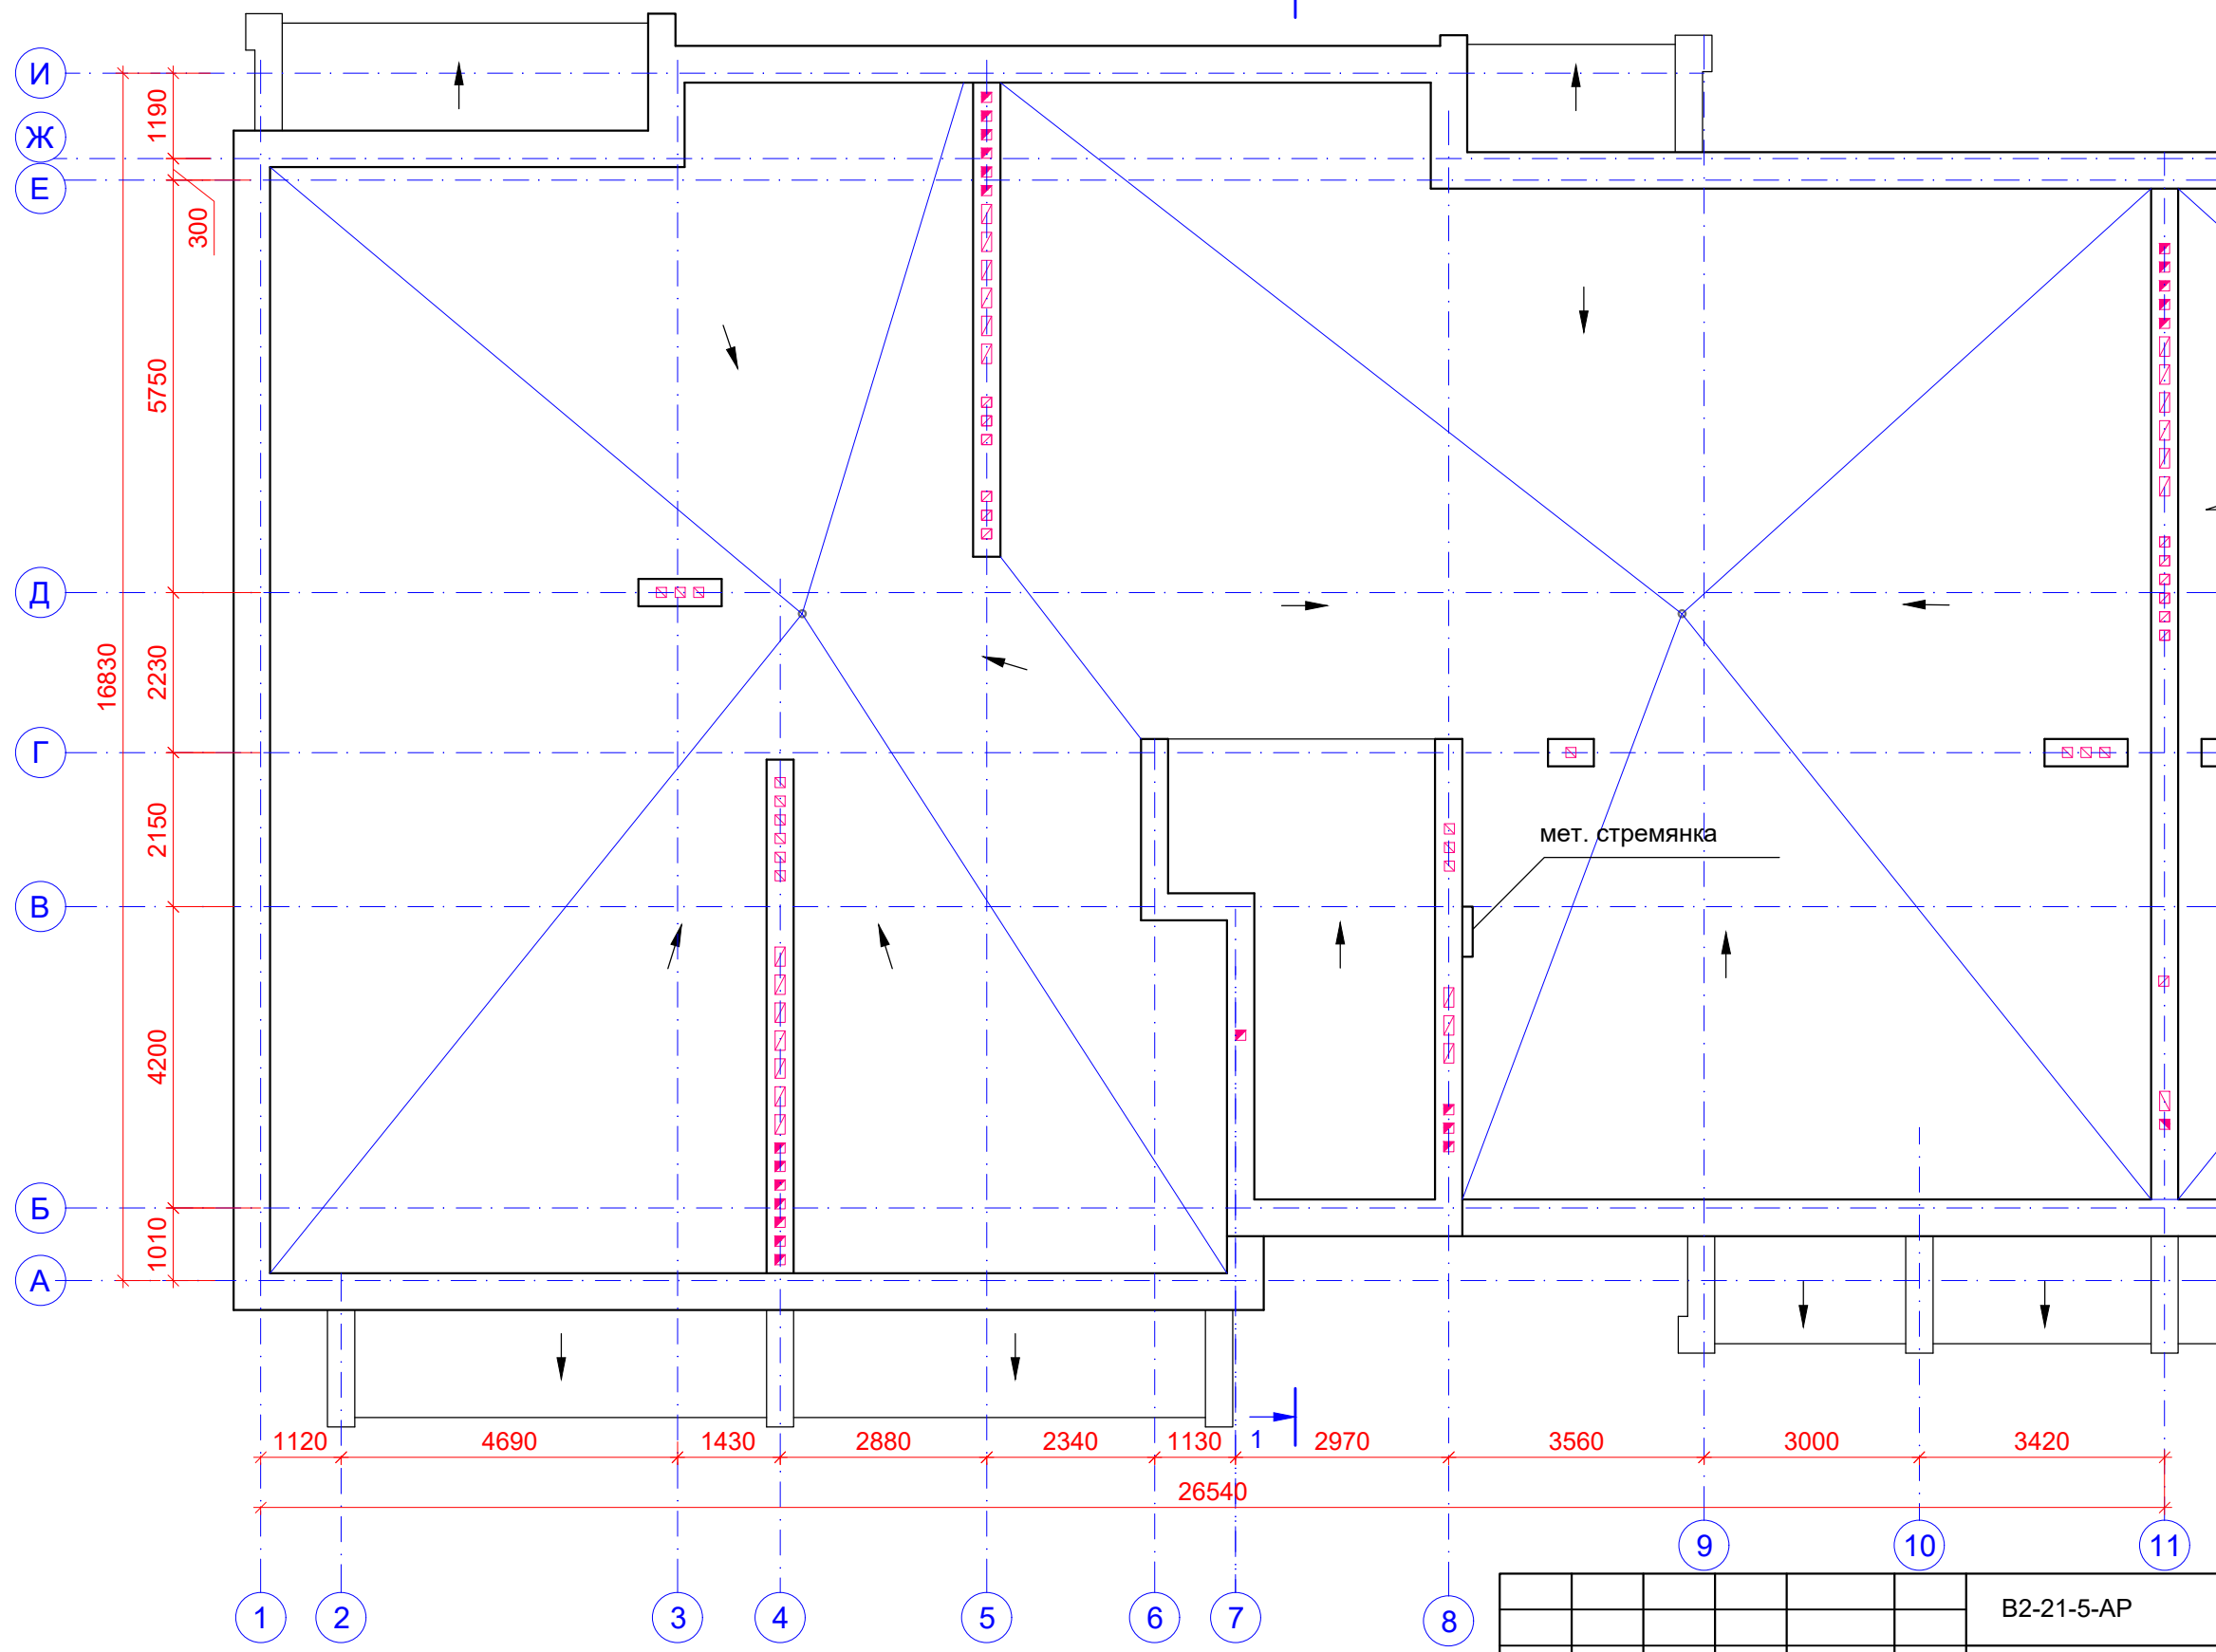 И
Ж
Е
Д
Г
В
Б
А
1190
300
5750
2230
2150
4200
1010
16830
мет. стремянка
1120 4690 1430 2880 2340 1130 1 2970 3560 3000 3420
26540
9 10 11
1 2 3 4 5 6 7 8
В2-21-5-АР